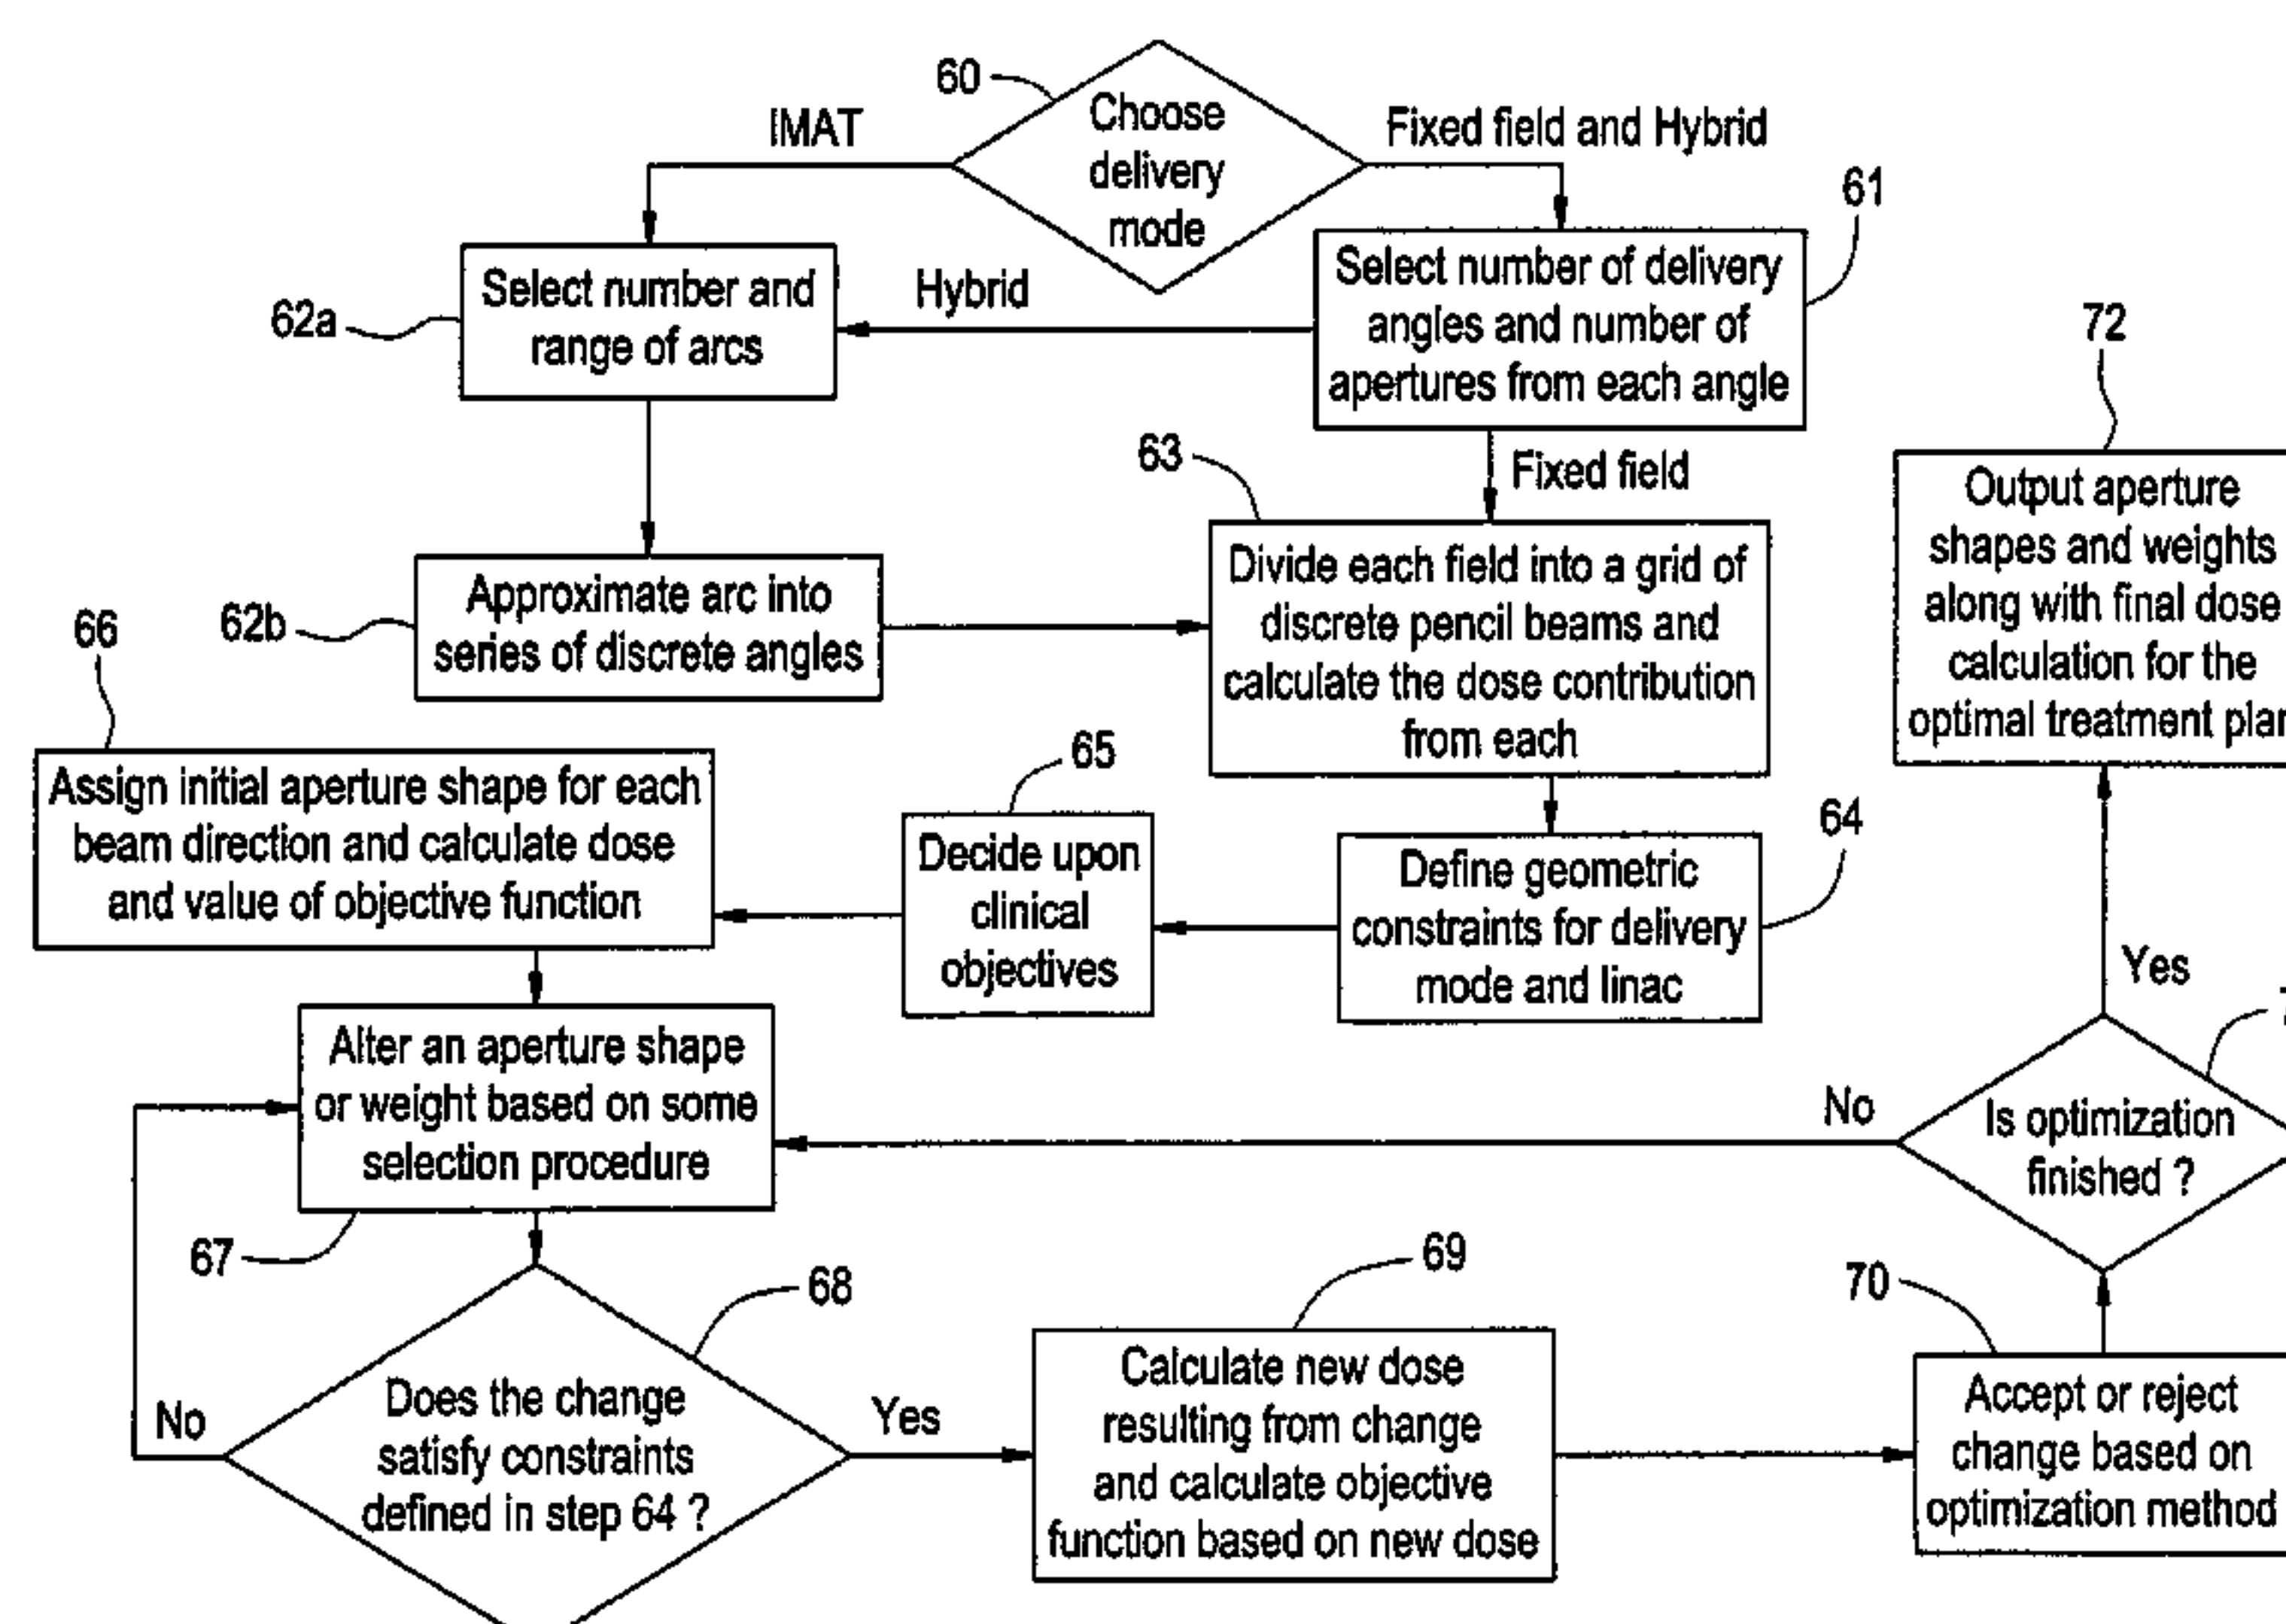 60
Choose
delivery
mode
IMAT
Fixed field and Hybrid
61
Select number of delivery
angles and number of
apertures from each angle
Hybrid
62a
Select number and
range of arcs
72
Output aperture
shapes and weights
along with final dose
calculation for the
optimal treatment plan
63
Fixed field
Divide each field into a grid of
discrete pencil beams and
calculate the dose contribution
from each
62b
Approximate arc into
series of discrete angles
66
Assign initial aperture shape for each
beam direction and calculate dose
and value of objective function
65
Decide upon
clinical
objectives
64
Define geometric
constraints for delivery
mode and linac
Yes
Alter an aperture shape
or weight based on some
selection procedure
67
No
Is optimization
finished ?
68
Does the change
satisfy constraints
defined in step 64 ?
No
Yes
69
Calculate new dose
resulting from change
and calculate objective
function based on new dose
70
Accept or reject
change based on
optimization method